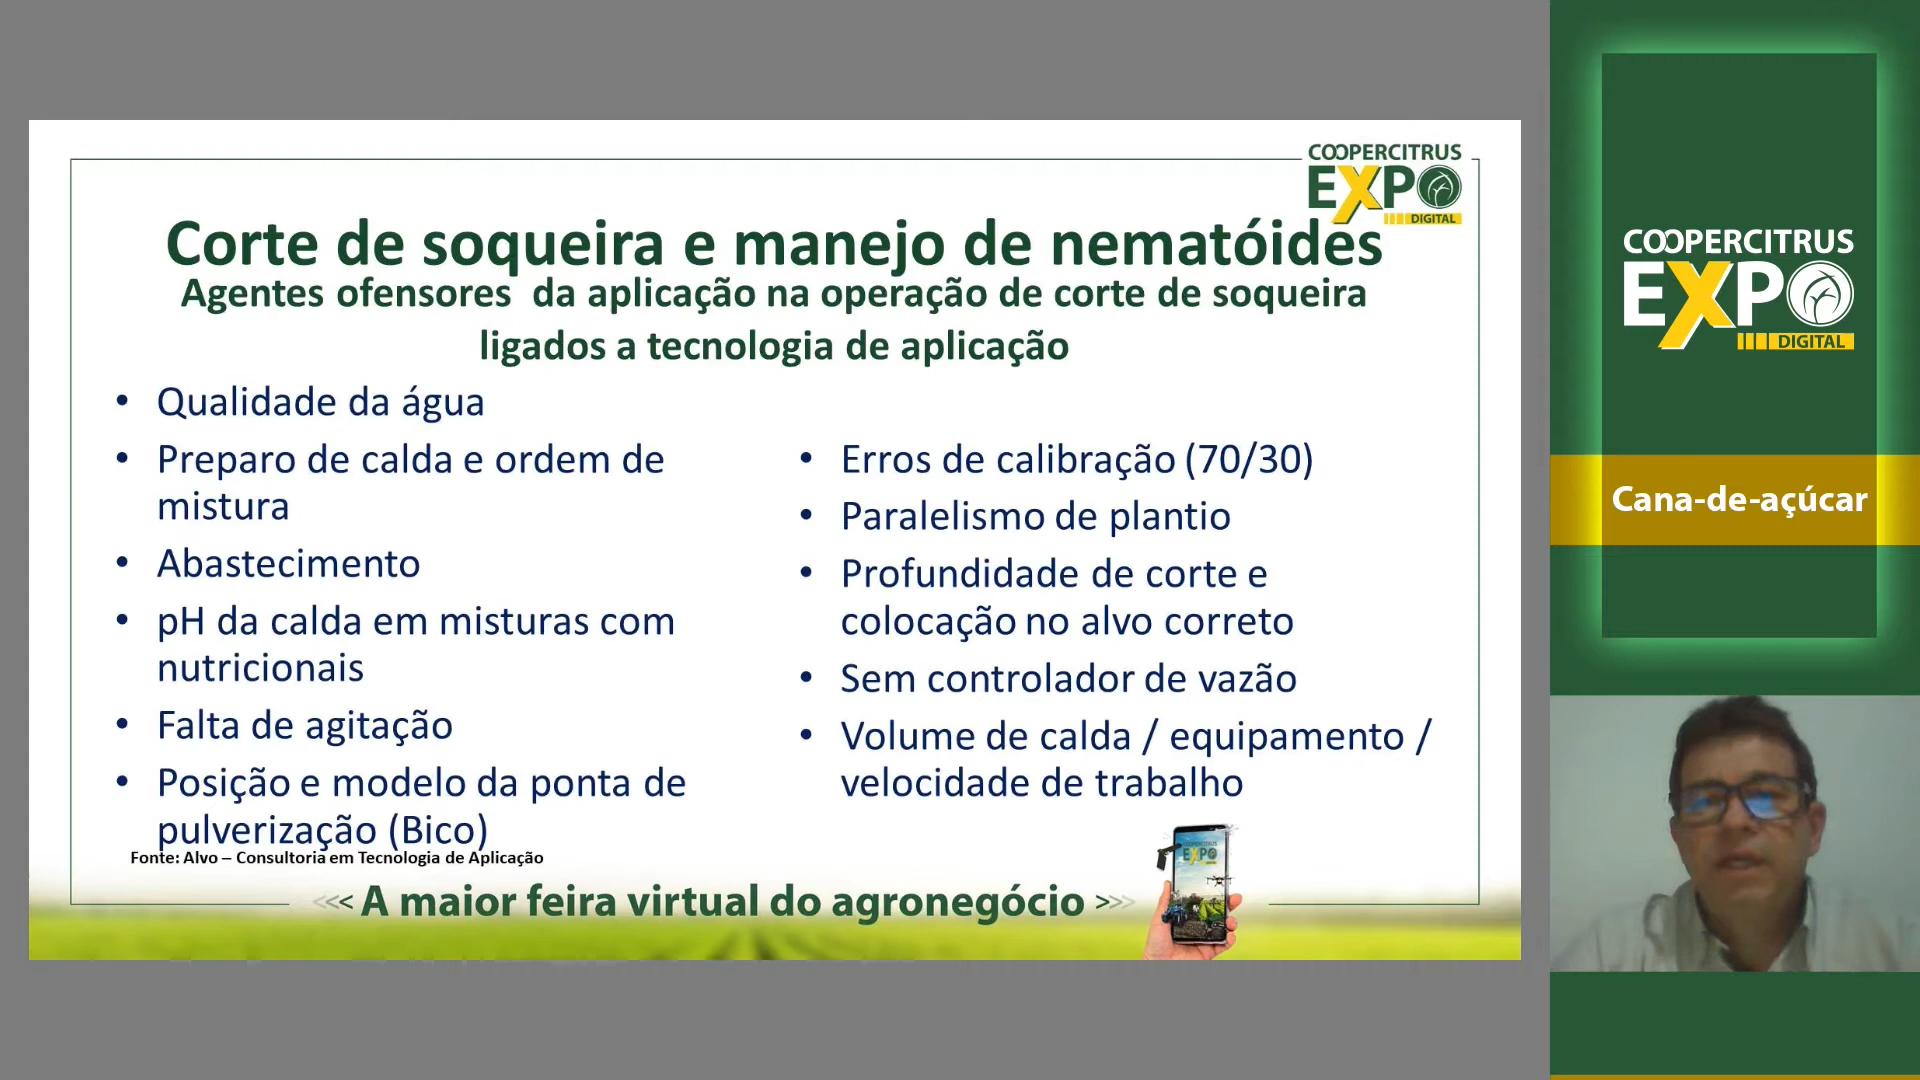 COOPERCITRUS
EXPO
DIGITAL
Corte de soqueira e manejo de nematóides
Agentes ofensores da aplicação na operação de corte de soqueira
ligados a tecnologia de aplicação
• Qualidade da água
• Preparo de calda e ordem de
mistura
• Abastecimento
• pH da calda em misturas com
nutricionais
• Falta de agitação
• Posição e modelo da ponta de
pulverização (Bico)
• Erros de calibração (70/30)
• Paralelismo de plantio
• Profundidade de corte e
colocação no alvo correto
• Sem controlador de vazão
• Volume de calda / equipamento /
velocidade de trabalho
Fonte: Alvo – Consultoria em Tecnologia de Aplicação
<<< A maior feira virtual do agronegócio >>>
EXPO
COOPERCITRUS
EXPO
DIGITAL
Cana-de-açúcar